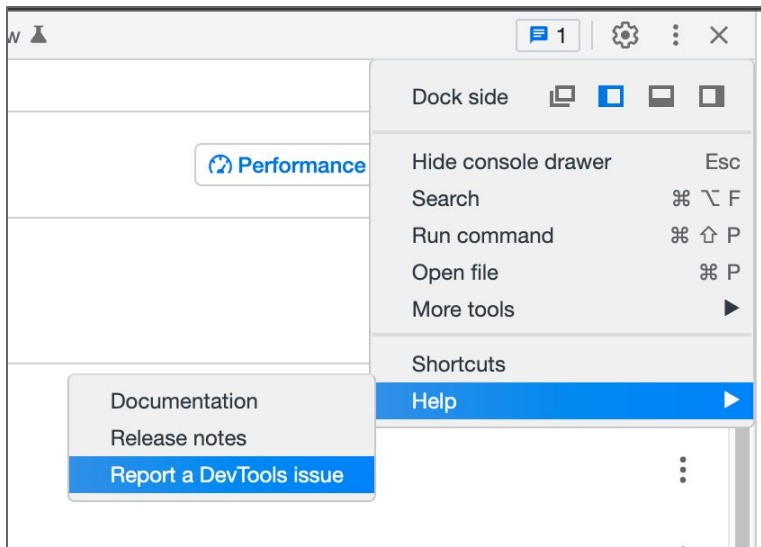 w
1
Dock side
Performance
Hide console drawer Esc
Search ⌘ ⌥ F
Run command ⌘ ⇧ P
Open file ⌘ P
More tools ▶
Shortcuts
Help ▶
Documentation
Release notes
Report a DevTools issue